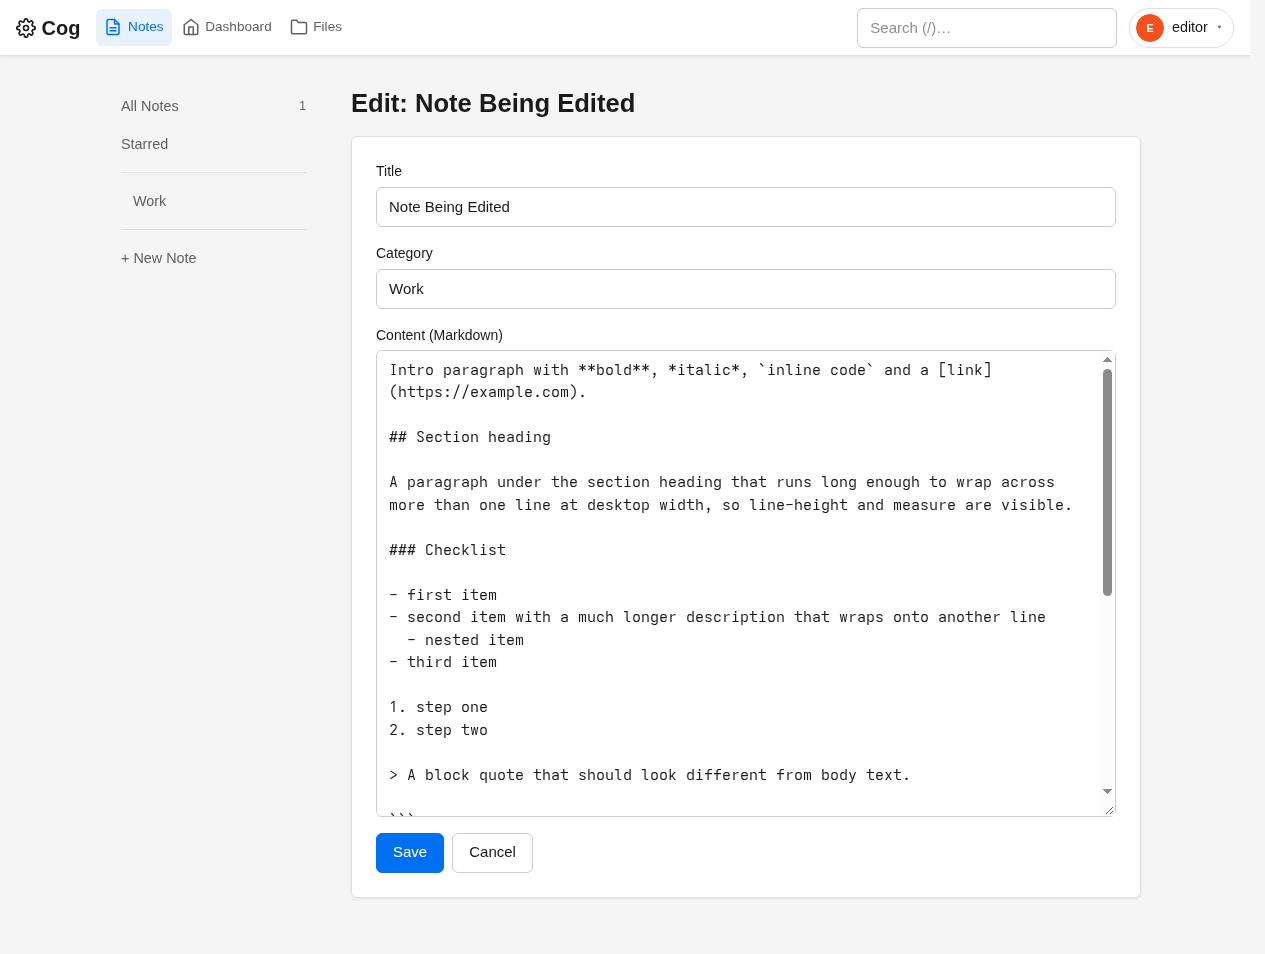 Cog
Notes
Dashboard
Files
Search (/)…
E
editor
All Notes 1
Starred
Work
+ New Note
Edit: Note Being Edited
Title
Note Being Edited
Category
Work
Content (Markdown)
Intro paragraph with **bold**, *italic*, `inline code` and a [link]
(https://example.com).
## Section heading
A paragraph under the section heading that runs long enough to wrap across
more than one line at desktop width, so line-height and measure are visible.
### Checklist
- first item
- second item with a much longer description that wraps onto another line
  - nested item
- third item
1. step one
2. step two
> A block quote that should look different from body text.
```
Save
Cancel